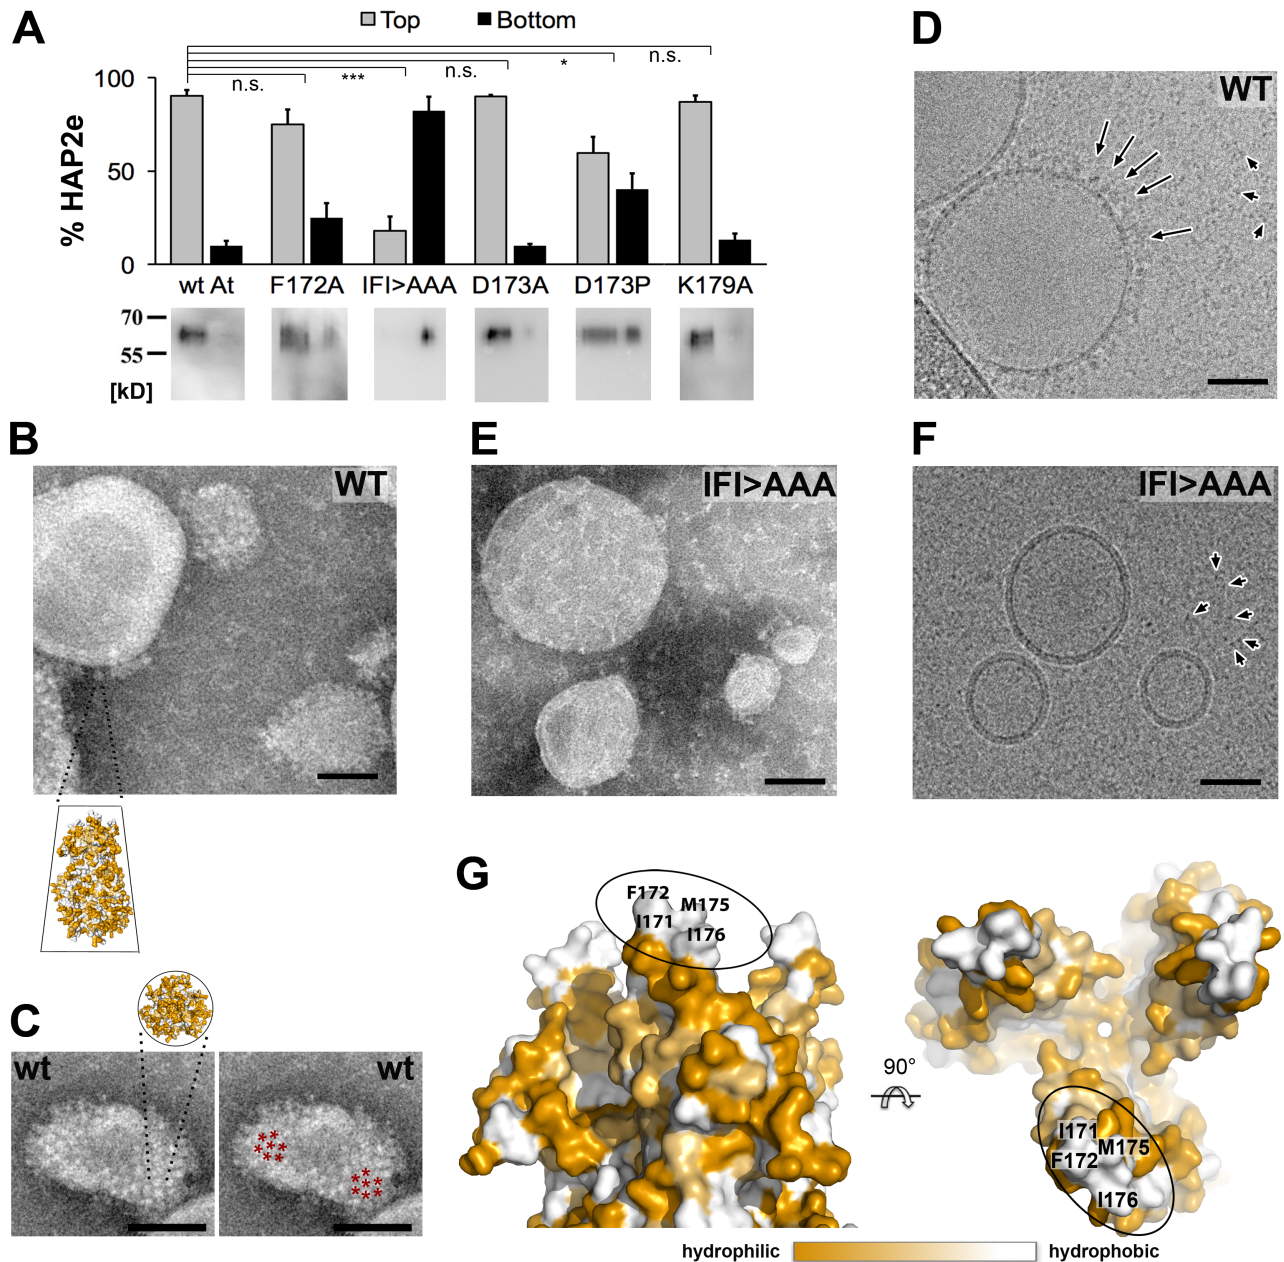 A
Top
Bottom
D
WT
n.s.
***
n.s.
*
n.s.
100
50
0
% HAP2e
wt At
F172A
IFI>AAA
D173A
D173P
K179A
70
55
[kD]
B
WT
E
IFI>AAA
F
IFI>AAA
G
F172
M175
I171
I176
C
wt
wt
90°
I171
M175
F172
I176
hydrophilic
hydrophobic